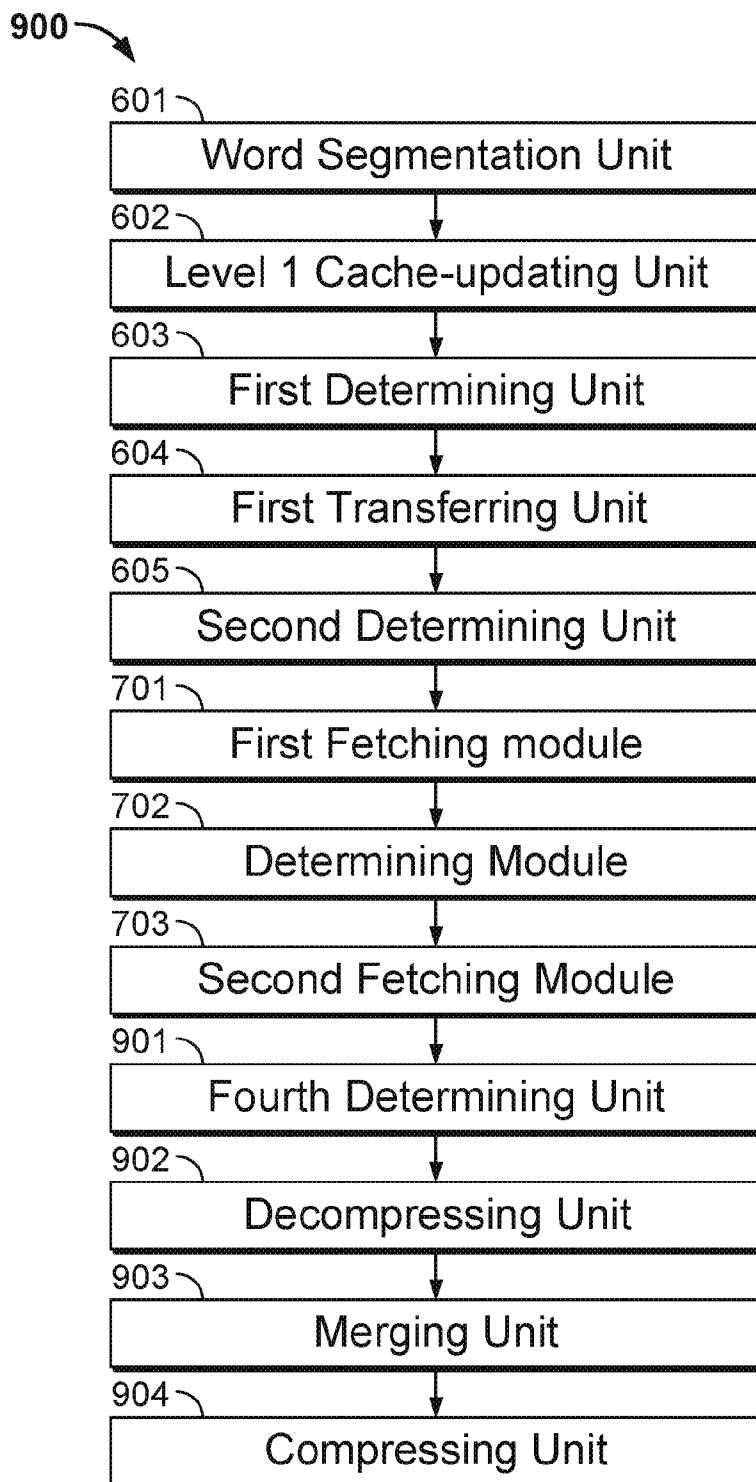 900
601
Word Segmentation Unit
602
Level 1 Cache-updating Unit
603
First Determining Unit
604
First Transferring Unit
605
Second Determining Unit
701
First Fetching module
702
Determining Module
703
Second Fetching Module
901
Fourth Determining Unit
902
Decompressing Unit
903
Merging Unit
904
Compressing Unit